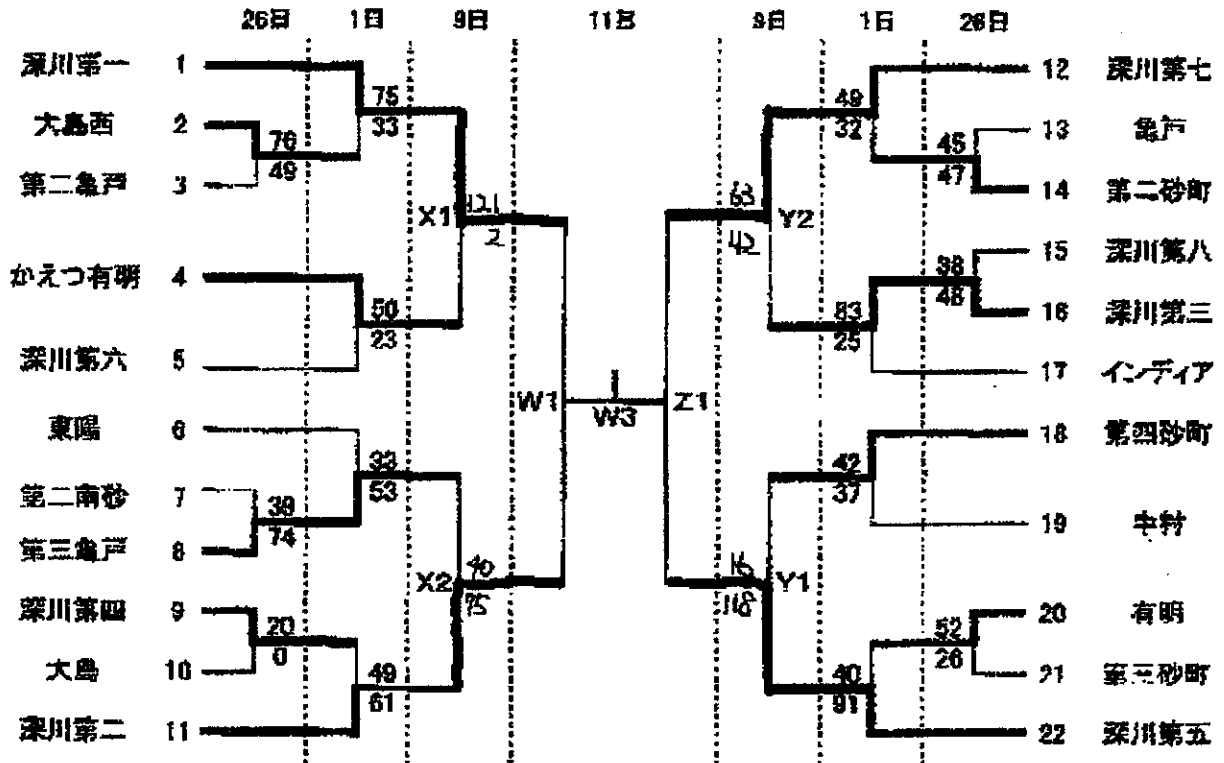 26日 1日 9日 11日 9日 1日 26日
深川第一 1
大島西 2
第二亀戸 3
かえつ有明 4
深川第六 5
東陽 6
第二南砂 7
第三亀戸 8
深川第四 9
大島 10
深川第二 11
76
49
39
74
20
0
75
33
50
23
33
53
49
61
X1
121
2
X2
40
75
W1
W3
Z1
63
42
Y2
16
118
Y1
49
32
83
25
42
37
40
91
45
47
38
48
52
26
12 深川第七
13 亀戸
14 第二砂町
15 深川第八
16 深川第三
17 インディア
18 第四砂町
19 中村
20 有明
21 第三砂町
22 深川第五